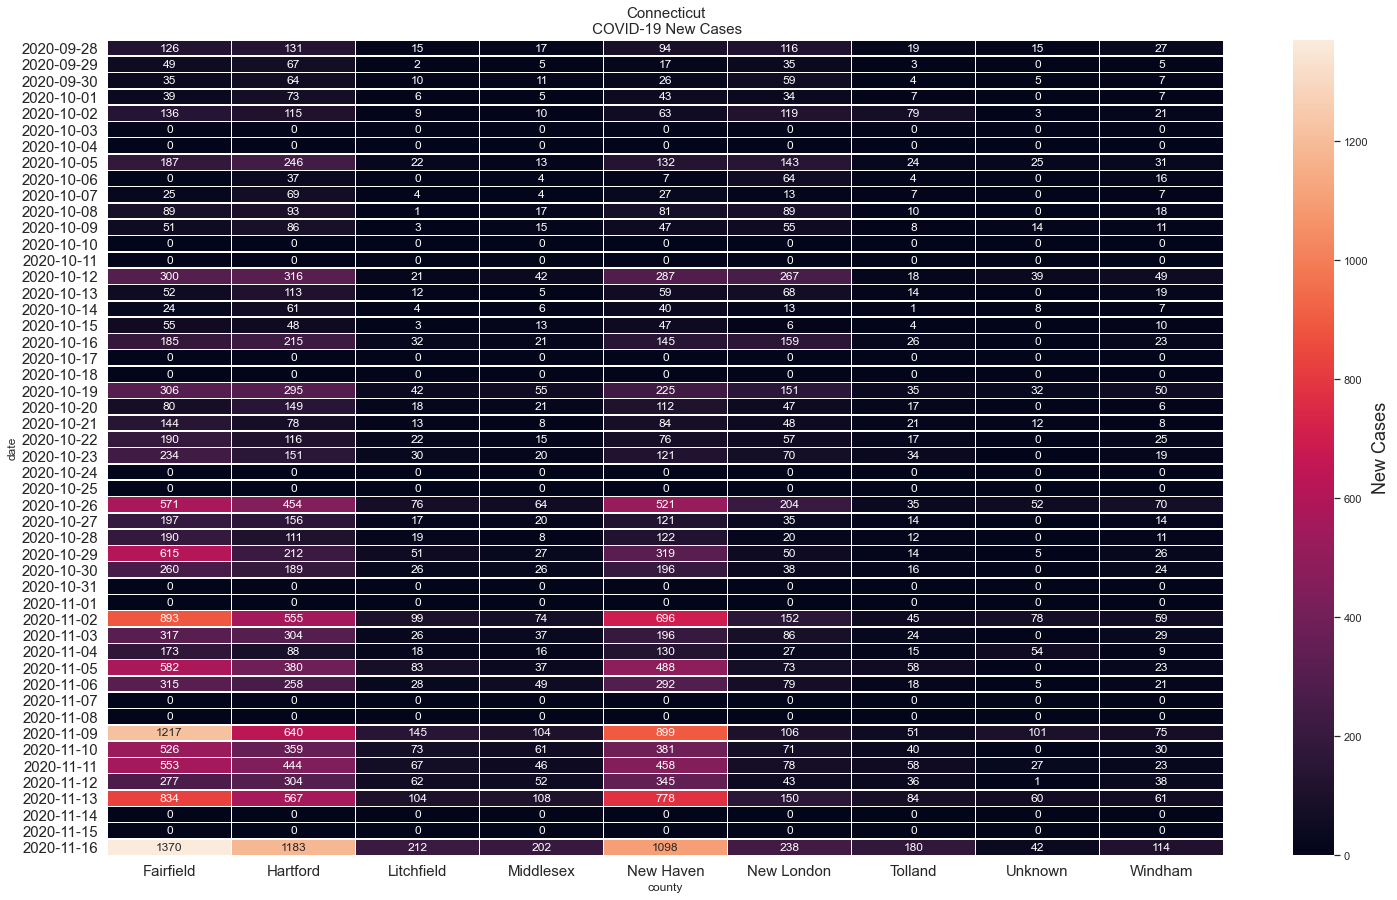 Connecticut
COVID-19 New Cases
2020-09-28 126 131 15 17 94 116 19 15 27
2020-09-29 49 67 2 5 17 35 3 0 5
2020-09-30 35 64 10 11 26 59 4 5 7
2020-10-01 39 73 6 5 43 34 7 0 7
2020-10-02 136 115 9 10 63 119 79 3 21
2020-10-03 0 0 0 0 0 0 0 0 0
2020-10-04 0 0 0 0 0 0 0 0 0
2020-10-05 187 246 22 13 132 143 24 25 31
2020-10-06 0 37 0 4 7 64 4 0 16
2020-10-07 25 69 4 4 27 13 7 0 7
2020-10-08 89 93 1 17 81 89 10 0 18
2020-10-09 51 86 3 15 47 55 8 14 11
2020-10-10 0 0 0 0 0 0 0 0 0
2020-10-11 0 0 0 0 0 0 0 0 0
2020-10-12 300 316 21 42 287 267 18 39 49
2020-10-13 52 113 12 5 59 68 14 0 19
2020-10-14 24 61 4 6 40 13 1 8 7
2020-10-15 55 48 3 13 47 6 4 0 10
2020-10-16 185 215 32 21 145 159 26 0 23
2020-10-17 0 0 0 0 0 0 0 0 0
2020-10-18 0 0 0 0 0 0 0 0 0
2020-10-19 306 295 42 55 225 151 35 32 50
2020-10-20 80 149 18 21 112 47 17 0 6
2020-10-21 144 78 13 8 84 48 21 12 8
2020-10-22 190 116 22 15 76 57 17 0 25
2020-10-23 234 151 30 20 121 70 34 0 19
2020-10-24 0 0 0 0 0 0 0 0 0
2020-10-25 0 0 0 0 0 0 0 0 0
2020-10-26 571 454 76 64 521 204 35 52 70
2020-10-27 197 156 17 20 121 35 14 0 14
2020-10-28 190 111 19 8 122 20 12 0 11
2020-10-29 615 212 51 27 319 50 14 5 26
2020-10-30 260 189 26 26 196 38 16 0 24
2020-10-31 0 0 0 0 0 0 0 0 0
2020-11-01 0 0 0 0 0 0 0 0 0
2020-11-02 893 555 99 74 696 152 45 78 59
2020-11-03 317 304 26 37 196 86 24 0 29
2020-11-04 173 88 18 16 130 27 15 54 9
2020-11-05 582 380 83 37 488 73 58 0 23
2020-11-06 315 258 28 49 292 79 18 5 21
2020-11-07 0 0 0 0 0 0 0 0 0
2020-11-08 0 0 0 0 0 0 0 0 0
2020-11-09 1217 640 145 104 899 106 51 101 75
2020-11-10 526 359 73 61 381 71 40 0 30
2020-11-11 553 444 67 46 458 78 58 27 23
2020-11-12 277 304 62 52 345 43 36 1 38
2020-11-13 834 567 104 108 778 150 84 60 61
2020-11-14 0 0 0 0 0 0 0 0 0
2020-11-15 0 0 0 0 0 0 0 0 0
2020-11-16 1370 1183 212 202 1098 238 180 42 114
Fairfield Hartford Litchfield Middlesex New Haven New London Tolland Unknown Windham
county
date
1200
1000
800
600
400
200
0
New Cases